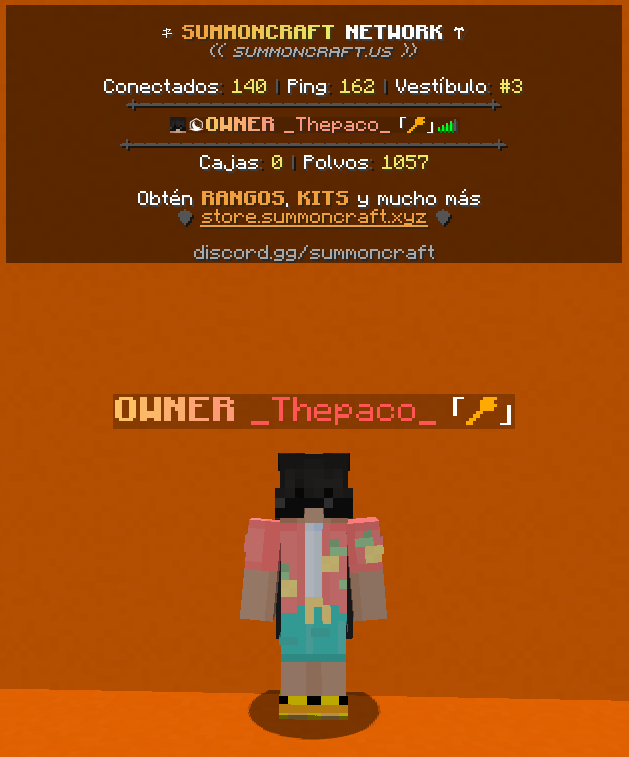 SUMMONCRAFT NETWORK
(( SUMMONCRAFT.US ))
Conectados: 140 | Ping: 162 | Vestíbulo: #3
OWNER _Thepaco_ 「」
Cajas: 0 | Polvos: 1057
Obtén RANGOS, KITS y mucho más
store.summoncraft.xyz
discord.gg/summoncraft
OWNER _Thepaco_ 「」